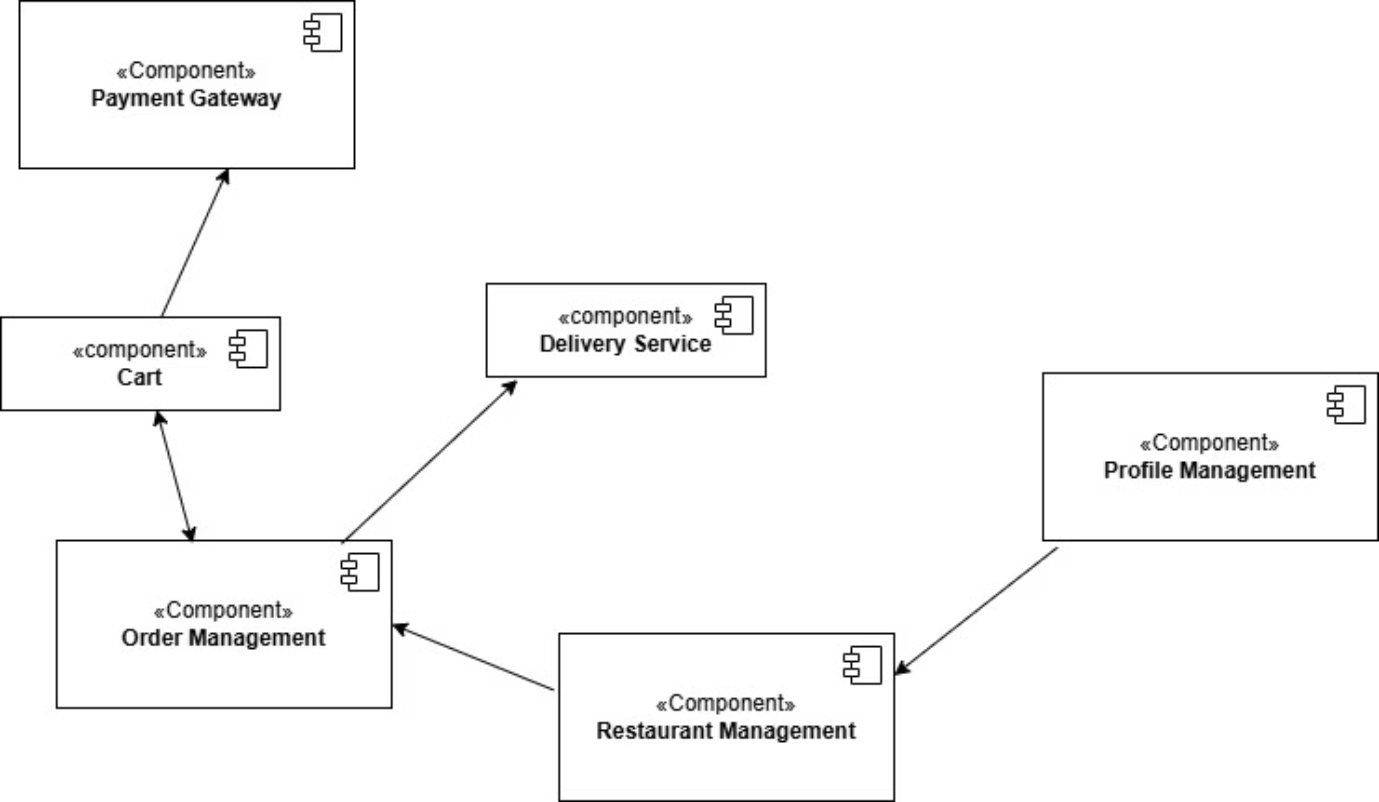 «Component»
Payment Gateway
«component»
Delivery Service
«component»
Cart
«Component»
Profile Management
«Component»
Order Management
«Component»
Restaurant Management